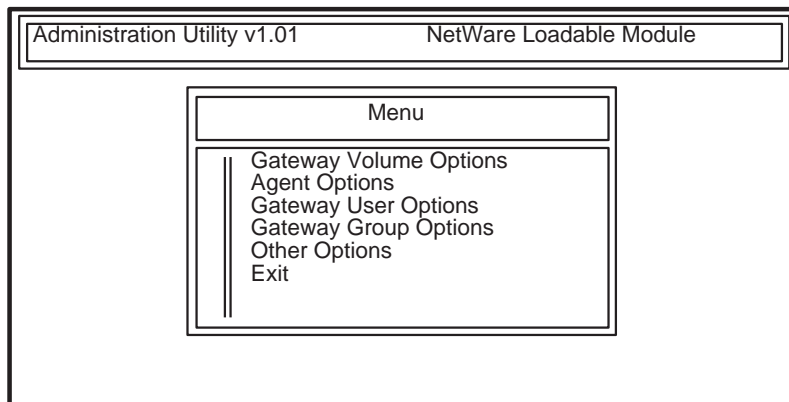 Administration Utility v1.01 NetWare Loadable Module
Menu
Gateway Volume Options
Agent Options
Gateway User Options
Gateway Group Options
Other Options
Exit